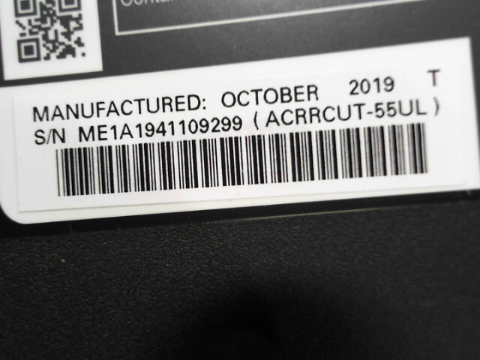 MANUFACTURED: OCTOBER 2019 T
S/N ME1A1941109299 (ACRRCUT-55UL)